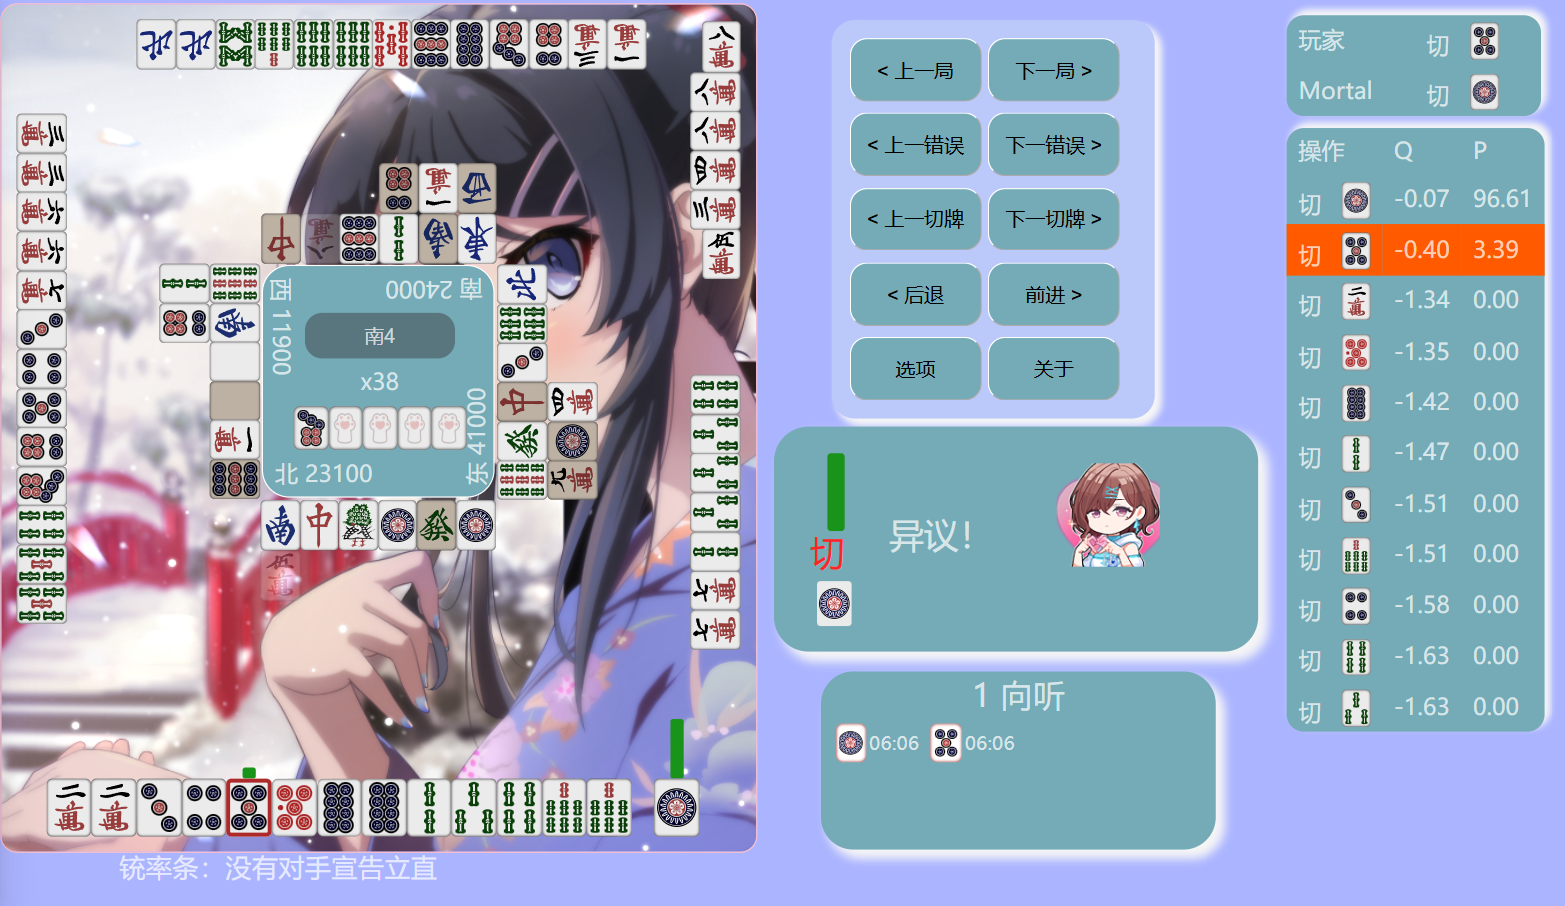 西 11900
南 24000
南4
x38
东 41000
北 23100
铳率条：没有对手宣告立直
< 上一局
下一局 >
< 上一错误
下一错误 >
< 上一切牌
下一切牌 >
< 后退
前进 >
选项
关于
切
异议！
1 向听
06:06
06:06
玩家 切
Mortal 切
操作 Q P
切 -0.07 96.61
切 -0.40 3.39
切 -1.34 0.00
切 -1.35 0.00
切 -1.42 0.00
切 -1.47 0.00
切 -1.51 0.00
切 -1.51 0.00
切 -1.58 0.00
切 -1.63 0.00
切 -1.63 0.00